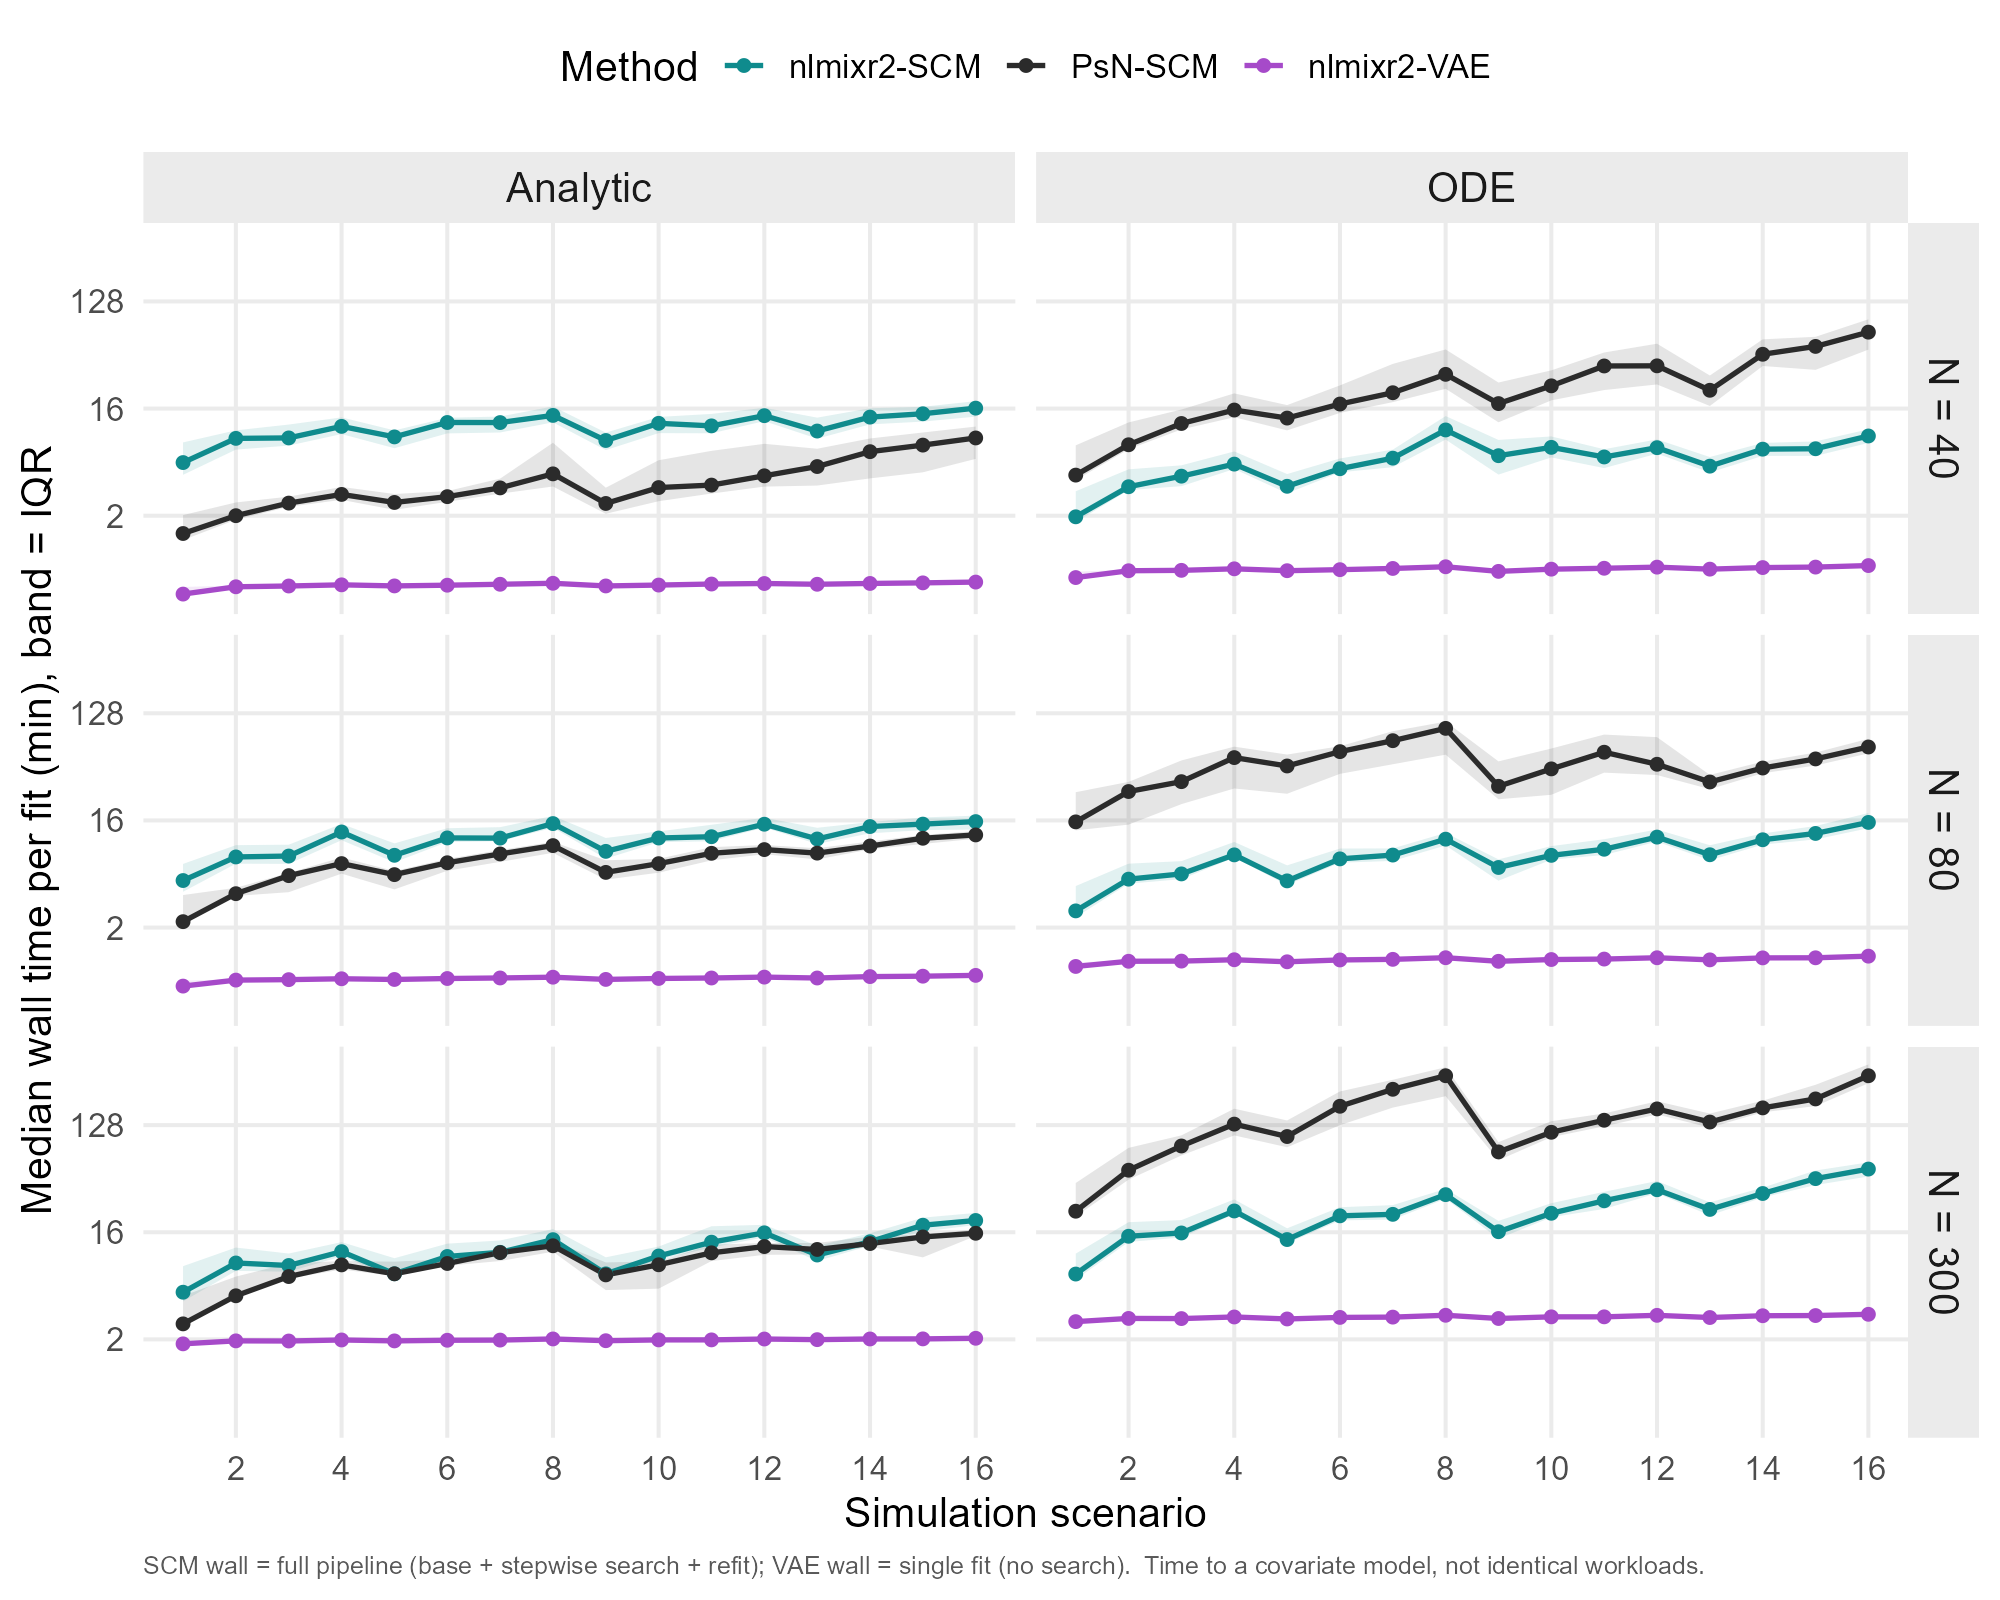 Method nlmixr2-SCM PsN-SCM nlmixr2-VAE
Analytic ODE
128
16
2
N = 40
128
16
2
N = 80
128
16
2
N = 300
Median wall time per fit (min), band = IQR
2 4 6 8 10 12 14 16 2 4 6 8 10 12 14 16
Simulation scenario
SCM wall = full pipeline (base + stepwise search + refit); VAE wall = single fit (no search). Time to a covariate model, not identical workloads.